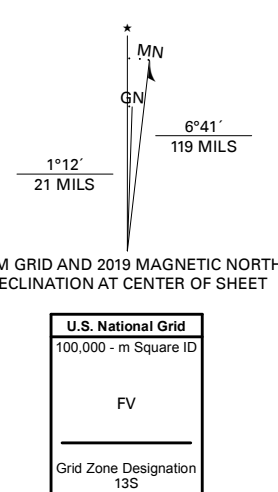 ★
MN
GN
6°41´
119 MILS
1°12´
21 MILS
M GRID AND 2019 MAGNETIC NORTH
ECLINATION AT CENTER OF SHEET
U.S. National Grid
100,000 - m Square ID
FV
Grid Zone Designation
13S